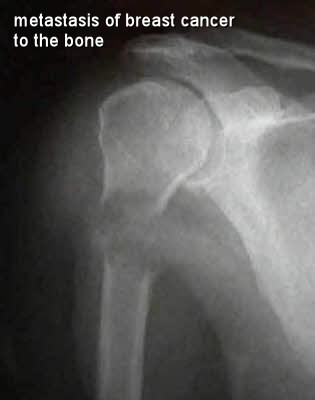 metastasis of breast cancer
to the bone